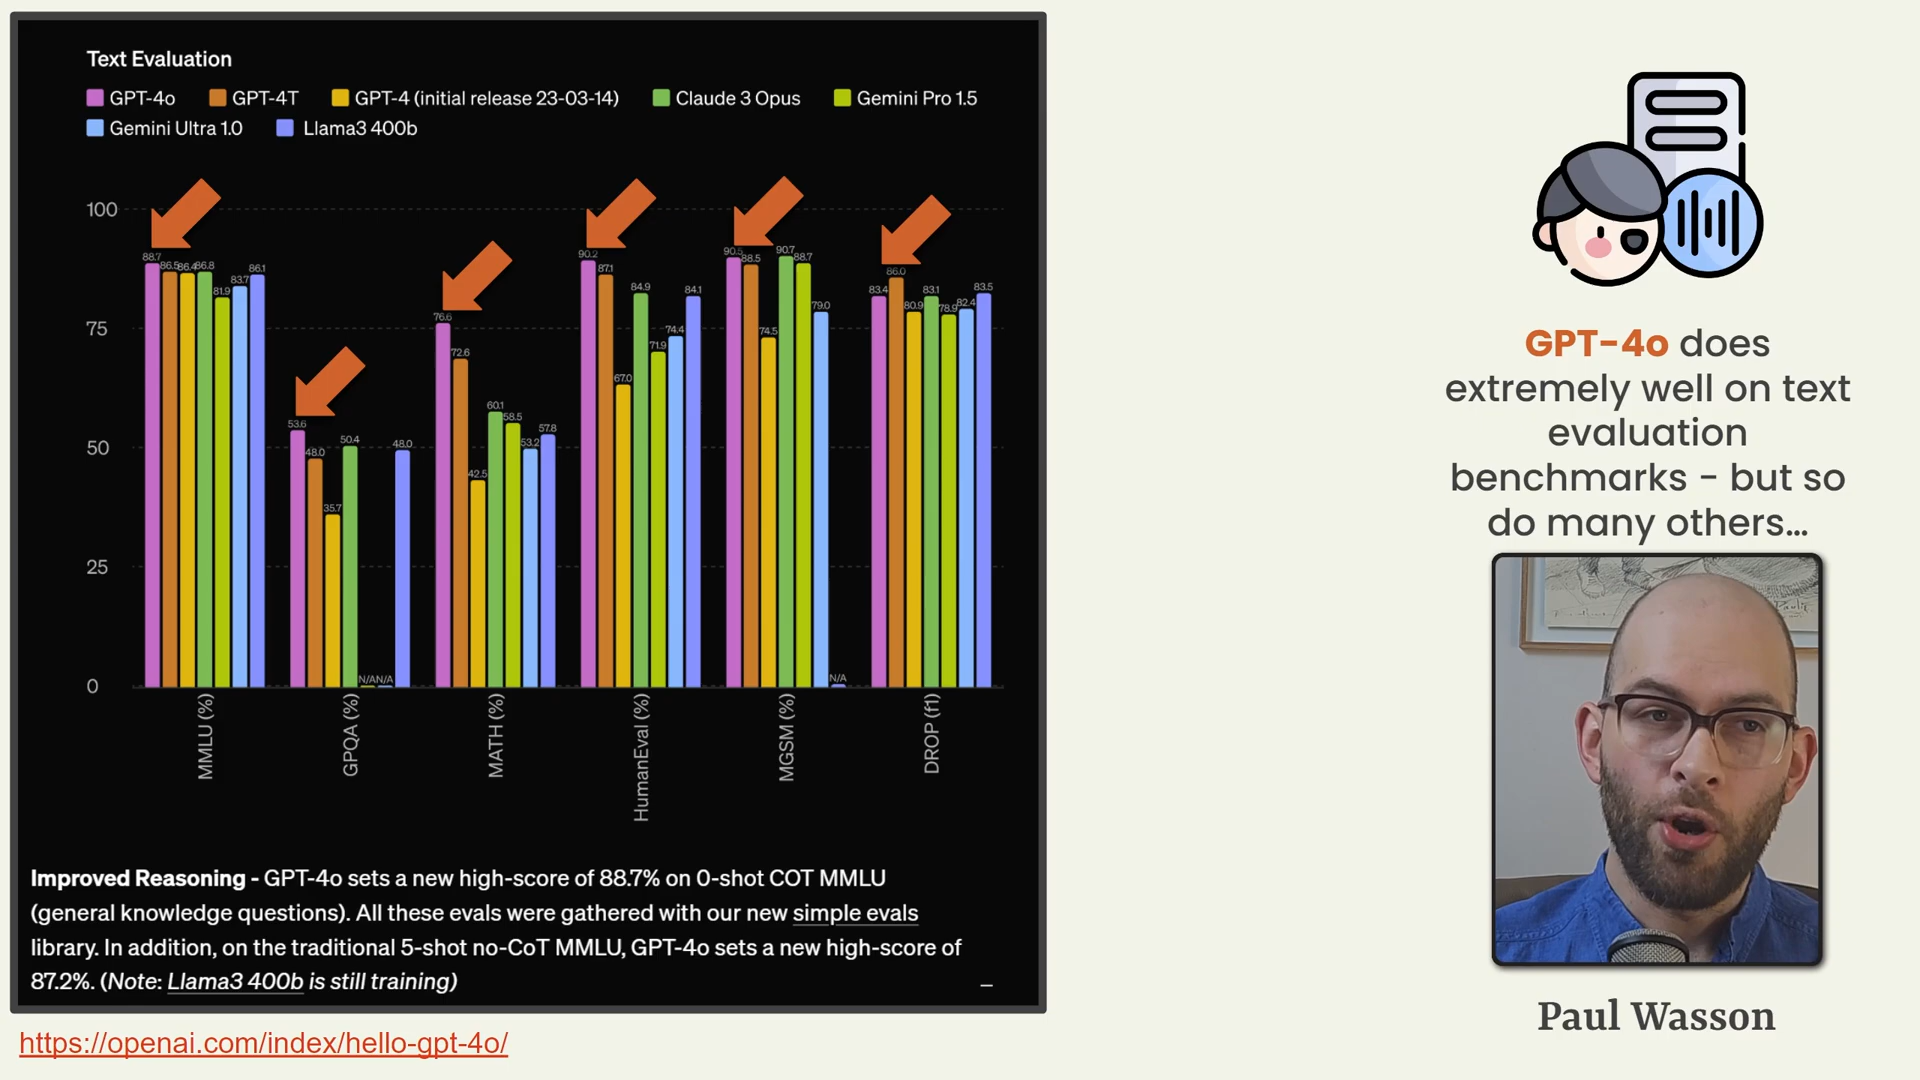 Text Evaluation
GPT-4o GPT-4T GPT-4 (initial release 23-03-14) Claude 3 Opus Gemini Pro 1.5
Gemini Ultra 1.0 Llama3 400b
100
75
50
25
0
88.7 86.5 86.4 86.8 81.9 83.7 86.1
53.6 48.0 35.7 50.4 N/A N/A 48.0
76.6 72.6 42.5 60.1 58.5 53.2 57.8
90.2 87.1 67.0 84.9 71.9 74.4 84.1
90.5 88.5 74.5 90.7 88.7 79.0 N/A
83.4 86.0 80.9 83.1 78.9 82.4 83.5
MMLU (%)
GPQA (%)
MATH (%)
HumanEval (%)
MGSM (%)
DROP (f1)
Improved Reasoning - GPT-4o sets a new high-score of 88.7% on 0-shot COT MMLU
(general knowledge questions). All these evals were gathered with our new simple evals
library. In addition, on the traditional 5-shot no-CoT MMLU, GPT-4o sets a new high-score of
87.2%. (Note: Llama3 400b is still training)
https://openai.com/index/hello-gpt-4o/
GPT-4o does
extremely well on text
evaluation
benchmarks - but so
do many others...
Paul Wasson